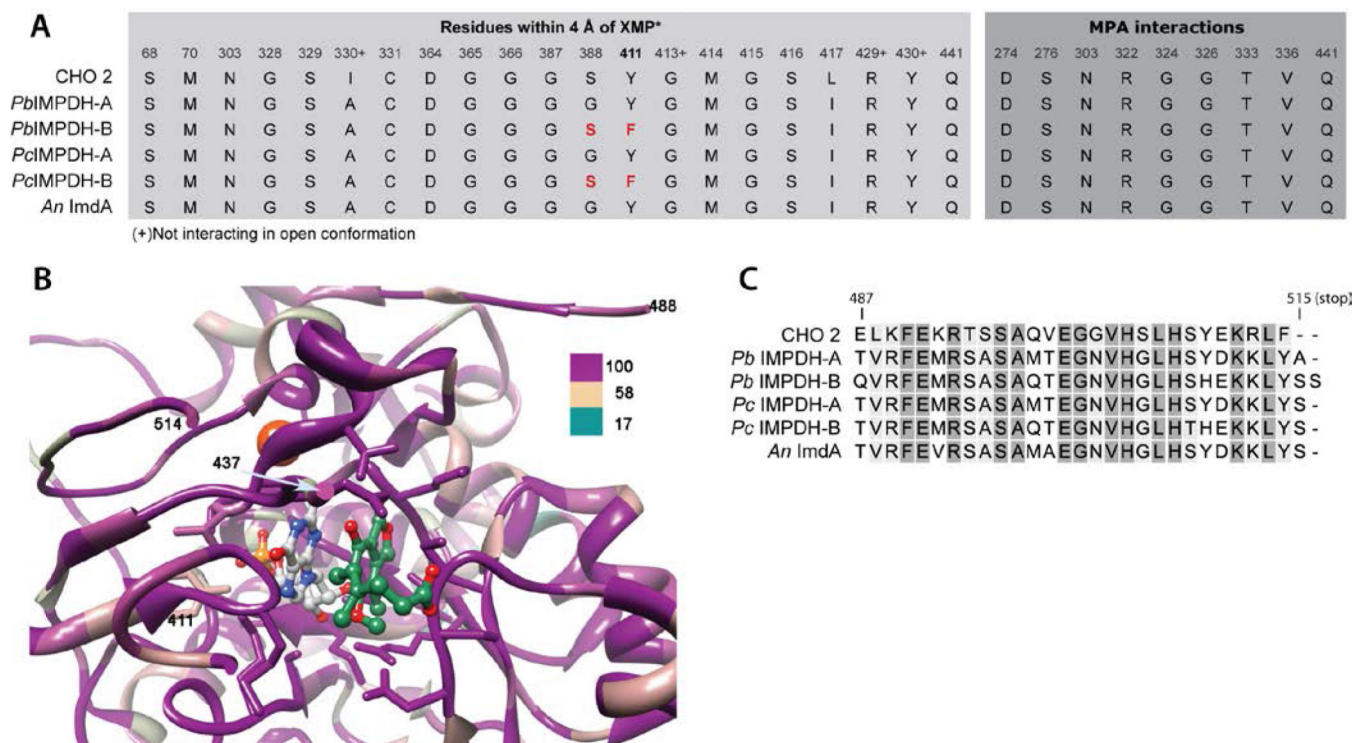 A
Residues within 4 Å of XMP*
MPA interactions
68 70 303 328 329 330+ 331 364 365 366 387 388 411 413+ 414 415 416 417 429+ 430+ 441
274 276 303 322 324 326 333 336 441
CHO 2 S M N G S I C D G G G S Y G M G S L R Y Q D S N R G G T V Q
PbIMPDH-A S M N G S A C D G G G G Y G M G S I R Y Q D S N R G G T V Q
PbIMPDH-B S M N G S A C D G G G S F G M G S I R Y Q D S N R G G T V Q
PcIMPDH-A S M N G S A C D G G G G Y G M G S I R Y Q D S N R G G T V Q
PcIMPDH-B S M N G S A C D G G G S F G M G S I R Y Q D S N R G G T V Q
An ImdA S M N G S A C D G G G G Y G M G S I R Y Q D S N R G G T V Q
(+)Not interacting in open conformation
B
488
100
58
17
514
437
411
C
487 515 (stop)
CHO 2 ELKFEKRTSSAQVEGGVHSLHSYEKRLF--
Pb IMPDH-A TVRFEMRSASAMTEGNVHGLHSYDKKLYA-
Pb IMPDH-B QVRFEMRSASAQTEGNVHGLHSHEKKLYSS
Pc IMPDH-A TVRFEMRSASAMTEGNVHGLHSYDKKLYS-
Pc IMPDH-B TVRFEMRSASAQTEGNVHGLHTHEKKLYS-
An ImdA TVRFEVRSASAMAEGNVHGLHSYDKKLYS-